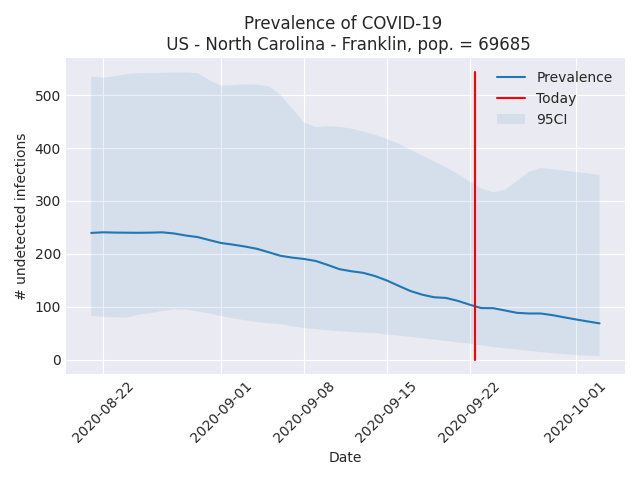 Prevalence of COVID-19
US - North Carolina - Franklin, pop. = 69685
Prevalence
Today
95CI
# undetected infections
500
400
300
200
100
0
2020-08-22
2020-09-01
2020-09-08
2020-09-15
2020-09-22
2020-10-01
Date